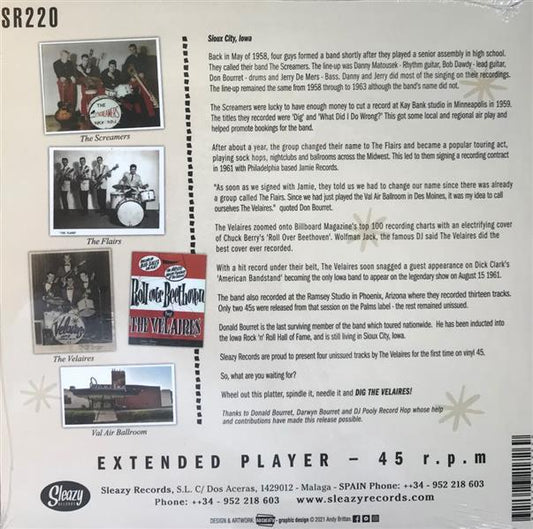 SR220
Sioux City, Iowa
Back in May of 1958, four guys formed a band shortly after they played a senior assembly in high school.
They called their band The Screamers. The line-up was Danny Matousek - Rhythm guitar, Bob Dawdy - lead guitar,
Don Bourret - drums and Jerry De Mers - Bass. Danny and Jerry did most of the singing on their recordings.
The line-up remained the same from 1958 through to 1963 although the band's name did not.
The Screamers were lucky to have enough money to cut a record at Kay Bank studio in Minneapolis in 1959.
The titles they recorded were 'Dig' and 'What Did I Do Wrong?' This got some local and regional air play and
helped promote bookings for the band.
After about a year, the group changed their name to The Flairs and became a popular touring act,
playing sock hops, nightclubs and ballrooms across the Midwest. This led to them signing a recording contract
in 1961 with Philadelphia based Jamie Records.
"As soon as we signed with Jamie, they told us we had to change our name since there was already
a group called The Flairs. Since we had just played the Val Air Ballroom in Des Moines, it was my idea to call
ourselves The Velaires." quoted Don Bourret.
The Velaires zoomed onto Billboard Magazine's top 100 recording charts with an electrifying cover
of Chuck Berry's 'Roll Over Beethoven'. Wolfman Jack, the famous DJ said The Velaires did the
best cover ever recorded.
With a hit record under their belt, The Velaires soon snagged a guest appearance on Dick Clark's
'American Bandstand' becoming the only Iowa band to appear on the legendary show on August 15 1961.
The band also recorded at the Ramsey Studio in Phoenix, Arizona where they recorded thirteen tracks.
Only two 45s were released from that session on the Palms label - the rest remained unissued.
Donald Bourret is the last surviving member of the band which toured nationwide. He has been inducted into
the Iowa Rock 'n' Roll Hall of Fame, and is still living in Sioux City, Iowa.
Sleazy Records are proud to present four unissued tracks by The Velaires for the first time on vinyl 45.
So, what are you waiting for?
Wheel out this platter, spindle it, needle it and DIG THE VELAIRES!
Thanks to Donald Bourret, Darwyn Bourret and DJ Pooly Record Hop whose help
and contributions have made this release possible.
THE
SCREAMERS
ROCK ROLL
The Screamers
The Flairs
The Velaires
Roll over Beethoven
by
THE VELAIRES
The Velaires
Val Air Ballroom
EXTENDED PLAYER – 45 r.p.m
Sleazy
RECORDS
Sleazy Records, S.L. C/ Dos Aceras, 1429012 - Malaga - SPAIN Phone: ++34 - 952 218 603
Phone: ++34 - 952 218 603 www.sleazyrecords.com
DESIGN & ARTWORK - graphic design © 2021 Andy Brittan